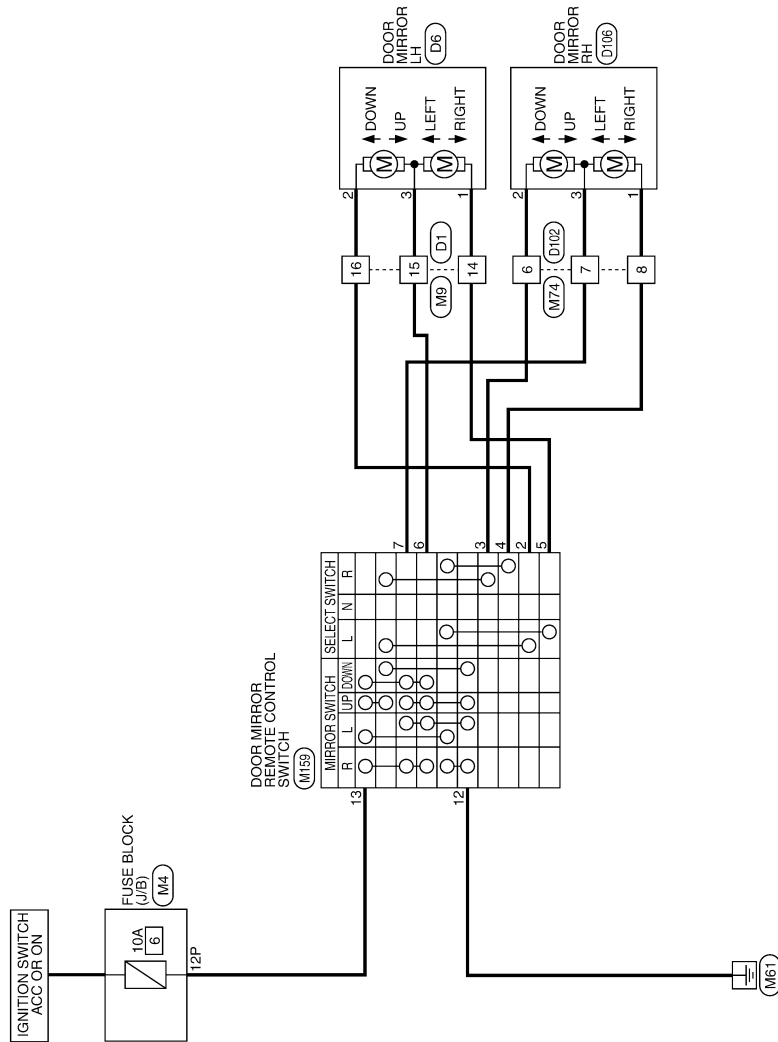 IGNITION SWITCH
ACC OR ON
FUSE BLOCK
(J/B)
M4
10A
6
12P
M61
DOOR MIRROR
REMOTE CONTROL
SWITCH
M159
MIRROR SWITCH
SELECT SWITCH
R
L
UP
DOWN
L
N
R
13
12
7
6
3
4
2
5
16
15
14
M9
D1
6
7
8
M74
D102
2
3
1
DOOR
MIRROR
LH
D6
M
M
DOWN
UP
LEFT
RIGHT
2
3
1
DOOR
MIRROR
RH
D106
M
M
DOWN
UP
LEFT
RIGHT